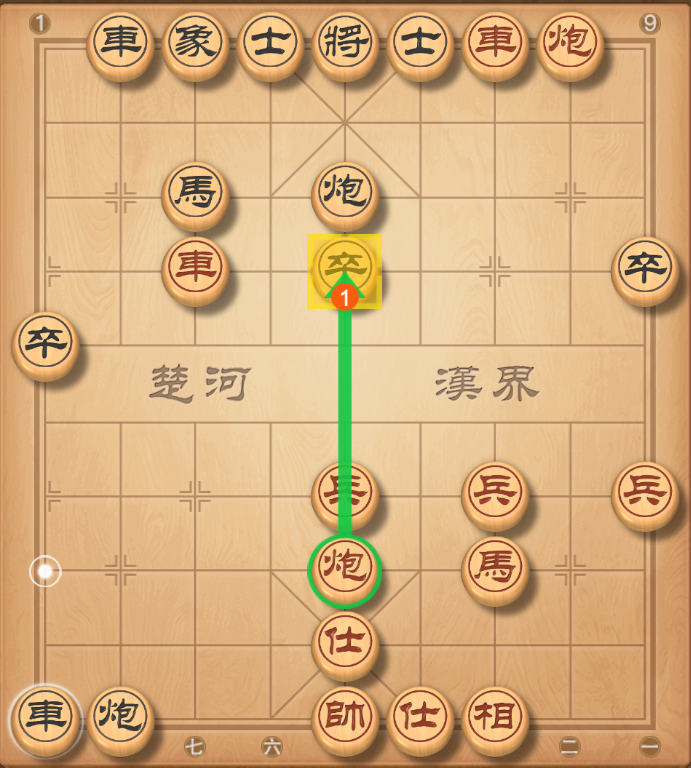 1 9
車 象 士 將 士 車 炮
馬 炮
車 卒 卒
1
卒
楚河 漢界
兵 兵 兵
炮 馬
仕
車 炮 帥 仕 相
七 六 二 一